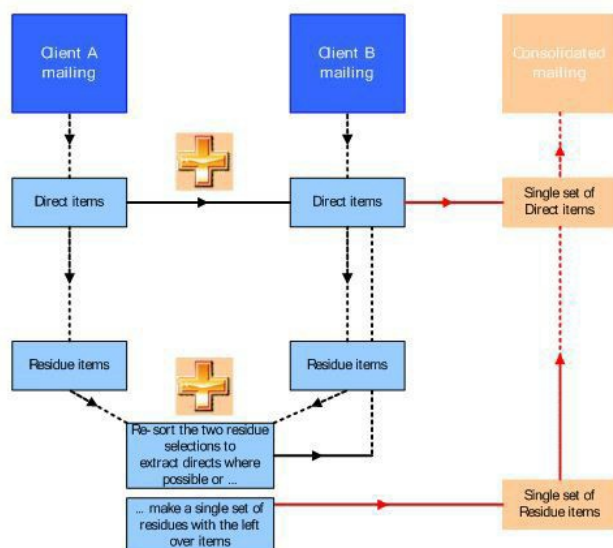 Client A
mailing
Client B
mailing
Consolidated
mailing
Direct items
Direct items
Single set of
Direct items
Residue items
Residue items
Re-sort the two residue
selections to
extract directs where
possible or ...
... make a single set of
residues with the left
over items
Single set of
Residue items